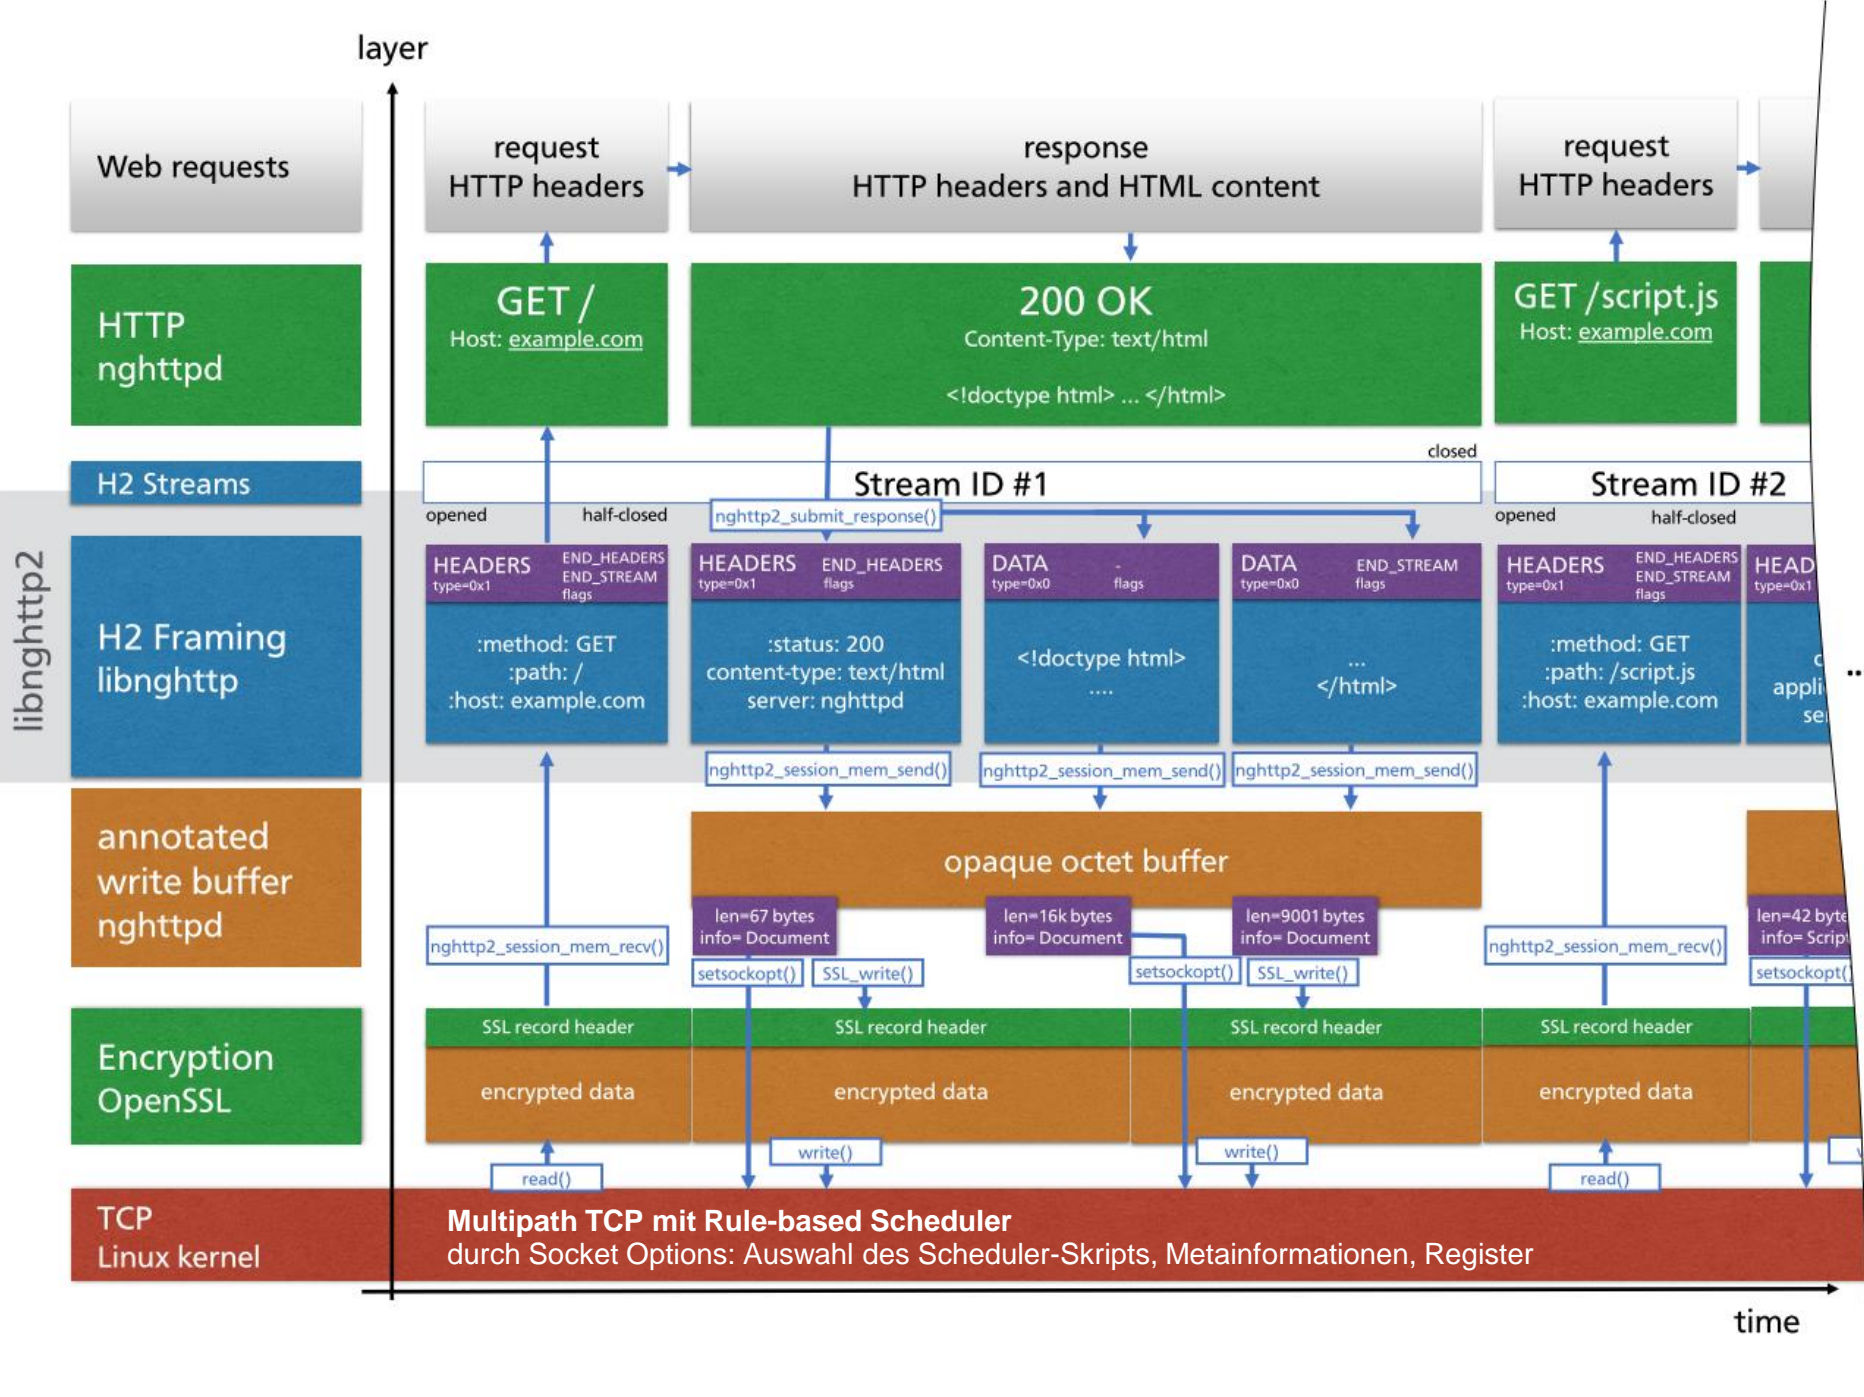 layer
Web requests
request
HTTP headers
response
HTTP headers and HTML content
request
HTTP headers
HTTP
nghttpd
GET /
Host: example.com
200 OK
Content-Type: text/html
<!doctype html> ... </html>
GET /script.js
Host: example.com
closed
H2 Streams
Stream ID #1
Stream ID #2
opened
half-closed
nghttp2_submit_response()
opened
half-closed
libnghttp2
H2 Framing
libnghttp
HEADERS
type=0x1
END_HEADERS
END_STREAM
flags
:method: GET
:path: /
:host: example.com
HEADERS
type=0x1
END_HEADERS
flags
:status: 200
content-type: text/html
server: nghttpd
DATA
type=0x0
-
flags
<!doctype html>
....
DATA
type=0x0
END_STREAM
flags
...
</html>
HEADERS
type=0x1
END_HEADERS
END_STREAM
flags
:method: GET
:path: /script.js
:host: example.com
HEAD
type=0x1
c
appli
se
..
nghttp2_session_mem_send()
nghttp2_session_mem_send()
nghttp2_session_mem_send()
annotated
write buffer
nghttpd
opaque octet buffer
nghttp2_session_mem_recv()
len=67 bytes
info= Document
len=16k bytes
info= Document
len=9001 bytes
info= Document
nghttp2_session_mem_recv()
len=42 byte
info= Scrip
setsockopt()
SSL_write()
setsockopt()
SSL_write()
setsockopt()
Encryption
OpenSSL
SSL record header
encrypted data
SSL record header
encrypted data
SSL record header
encrypted data
SSL record header
encrypted data
read()
write()
write()
read()
TCP
Linux kernel
Multipath TCP mit Rule-based Scheduler
durch Socket Options: Auswahl des Scheduler-Skripts, Metainformationen, Register
time